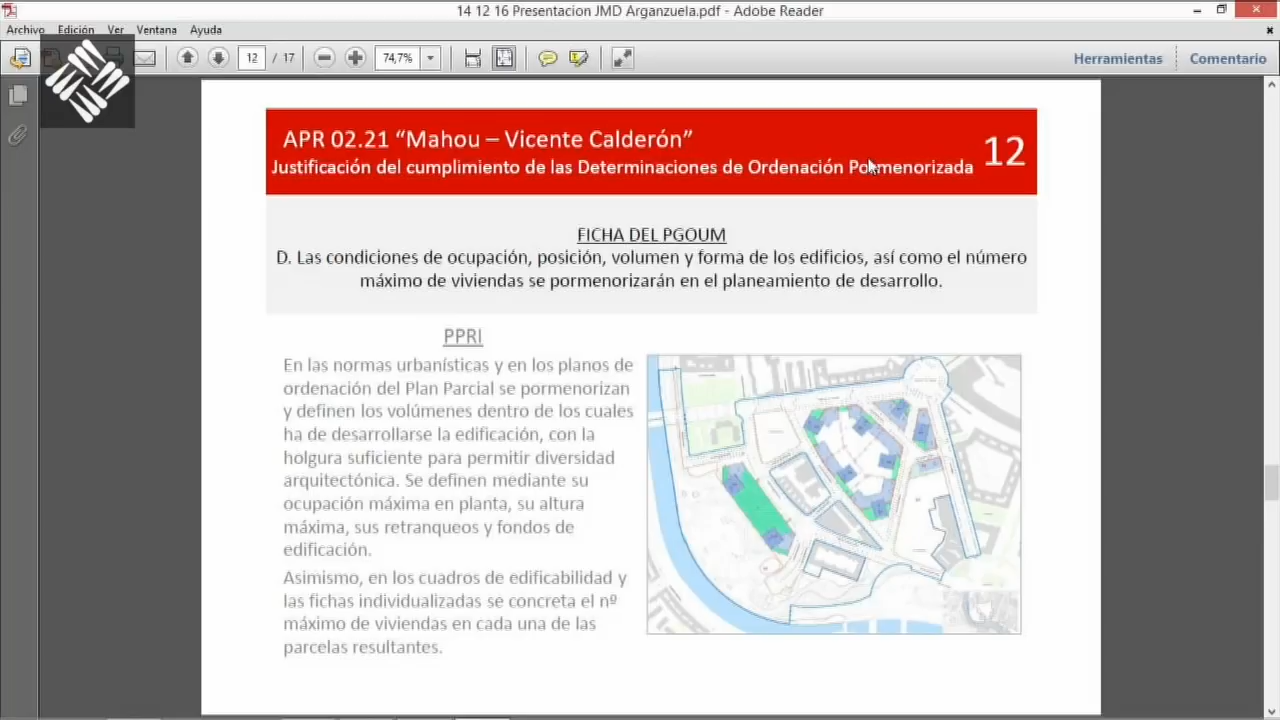 14 12 16 Presentacion JMD Arganzuela.pdf - Adobe Reader
Archivo Edición Ver Ventana Ayuda
12 / 17 74,7% Herramientas Comentario
APR 02.21 “Mahou – Vicente Calderón”
12
Justificación del cumplimiento de las Determinaciones de Ordenación Pormenorizada
FICHA DEL PGOUM
D. Las condiciones de ocupación, posición, volumen y forma de los edificios, así como el número
máximo de viviendas se pormenorizarán en el planeamiento de desarrollo.
PPRI
En las normas urbanísticas y en los planos de
ordenación del Plan Parcial se pormenorizan
y definen los volúmenes dentro de los cuales
ha de desarrollarse la edificación, con la
holgura suficiente para permitir diversidad
arquitectónica. Se definen mediante su
ocupación máxima en planta, su altura
máxima, sus retranqueos y fondos de
edificación.
Asimismo, en los cuadros de edificabilidad y
las fichas individualizadas se concreta el nº
máximo de viviendas en cada una de las
parcelas resultantes.